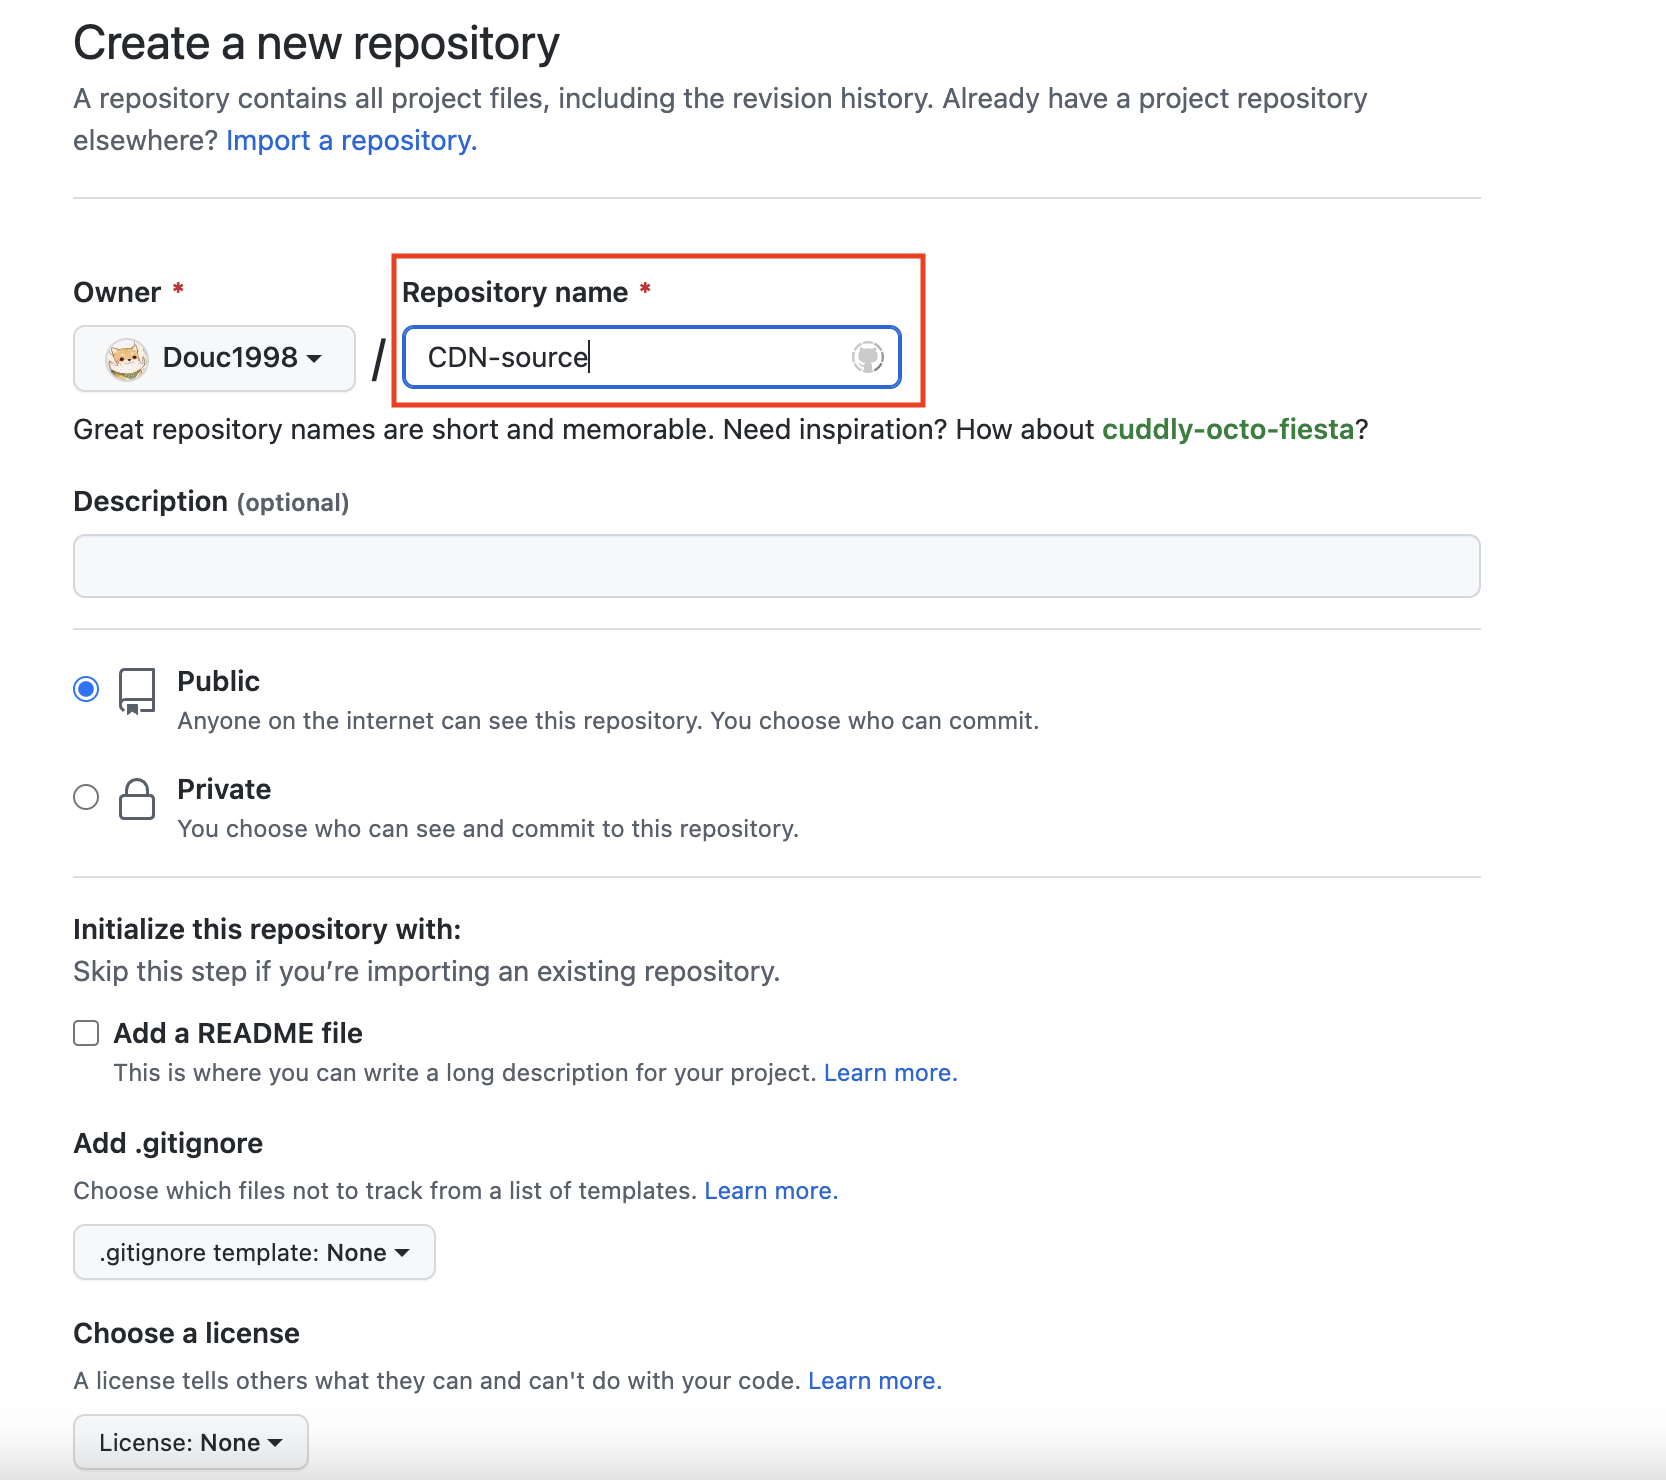 Create a new repository
A repository contains all project files, including the revision history. Already have a project repository
elsewhere? Import a repository.
Owner *
Repository name *
Douc1998
/
CDN-source
Great repository names are short and memorable. Need inspiration? How about cuddly-octo-fiesta?
Description (optional)
Public
Anyone on the internet can see this repository. You choose who can commit.
Private
You choose who can see and commit to this repository.
Initialize this repository with:
Skip this step if you’re importing an existing repository.
Add a README file
This is where you can write a long description for your project. Learn more.
Add .gitignore
Choose which files not to track from a list of templates. Learn more.
.gitignore template: None
Choose a license
A license tells others what they can and can't do with your code. Learn more.
License: None